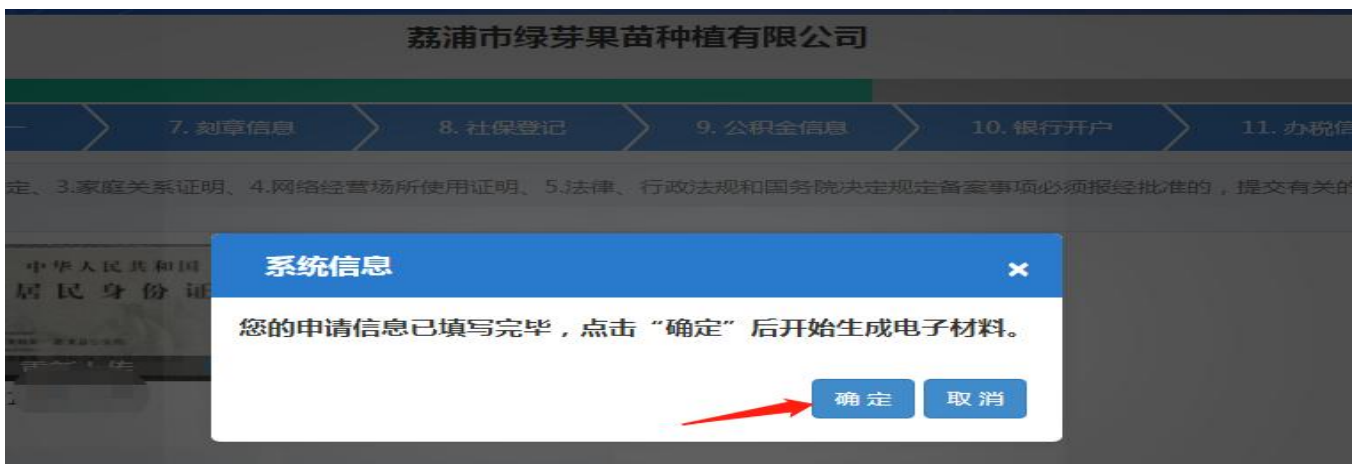 荔浦市绿芽果苗种植有限公司
7. 刻章信息
8. 社保登记
9. 公积金信息
10. 银行开户
11. 办税信
定、3.家庭关系证明、4.网络经营场所使用证明、5.法律、行政法规和国务院决定规定备案事项必须报经批准的，提交有关的
中华人民共和国
居民身份证
系统信息
×
您的申请信息已填写完毕，点击“确定”后开始生成电子材料。
确 定
取 消